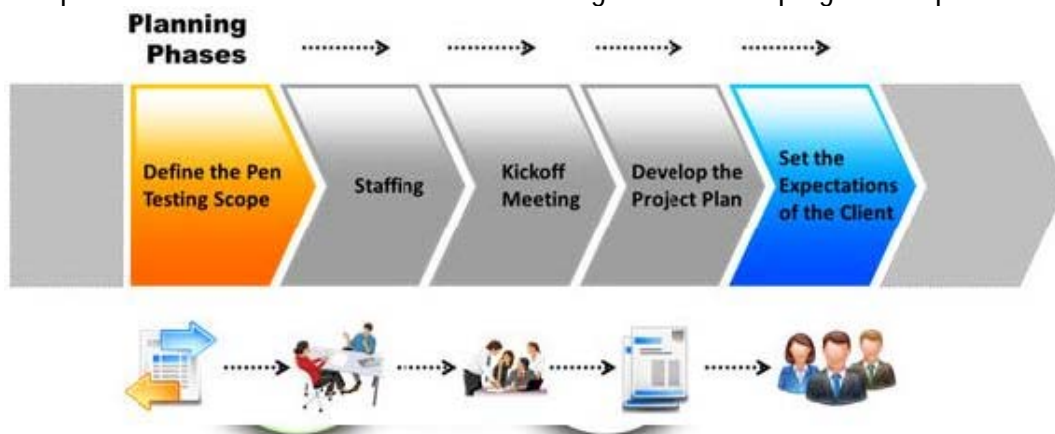 Planning
Phases
Define the Pen
Testing Scope
Staffing
Kickoff
Meeting
Develop the
Project Plan
Set the
Expectations
of the Client